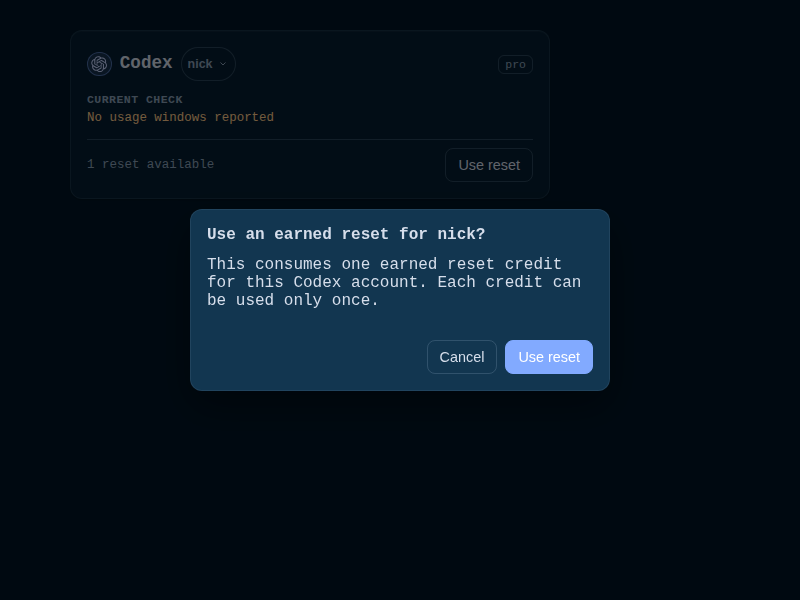 Codex nick pro
CURRENT CHECK
No usage windows reported
1 reset available Use reset
Use an earned reset for nick?
This consumes one earned reset credit
for this Codex account. Each credit can
be used only once.
Cancel Use reset